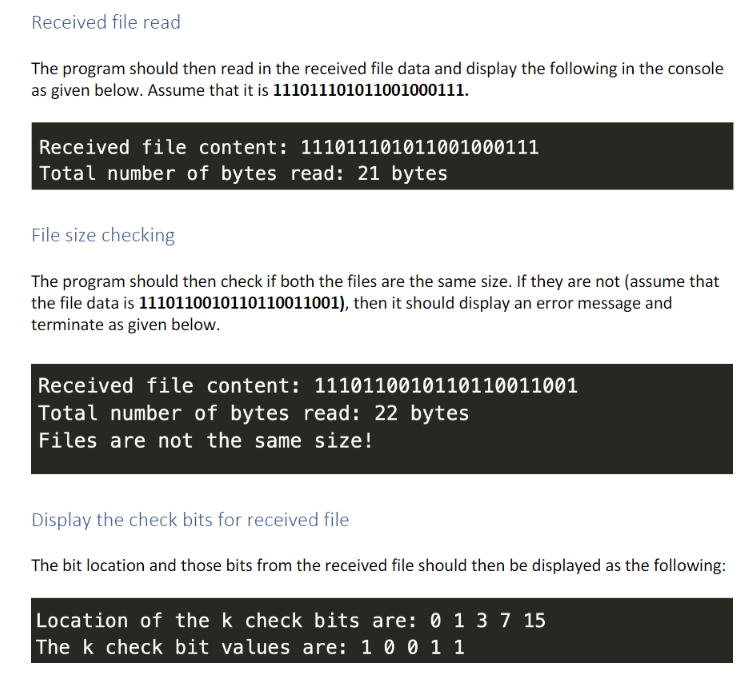 Received file read
The program should then read in the received file data and display the following in the console
as given below. Assume that it is 111011101011001000111.
Received file content: 111011101011001000111
Total number of bytes read: 21 bytes
File size checking
The program should then check if both the files are the same size. If they are not (assume that
the file data is 1110110010110110011001), then it should display an error message and
terminate as given below.
Received file content: 1110110010110110011001
Total number of bytes read: 22 bytes
Files are not the same size!
Display the check bits for received file
The bit location and those bits from the received file should then be displayed as the following:
Location of the k check bits are: 0 1 3 7 15
The k check bit values are: 1 0 0 1 1